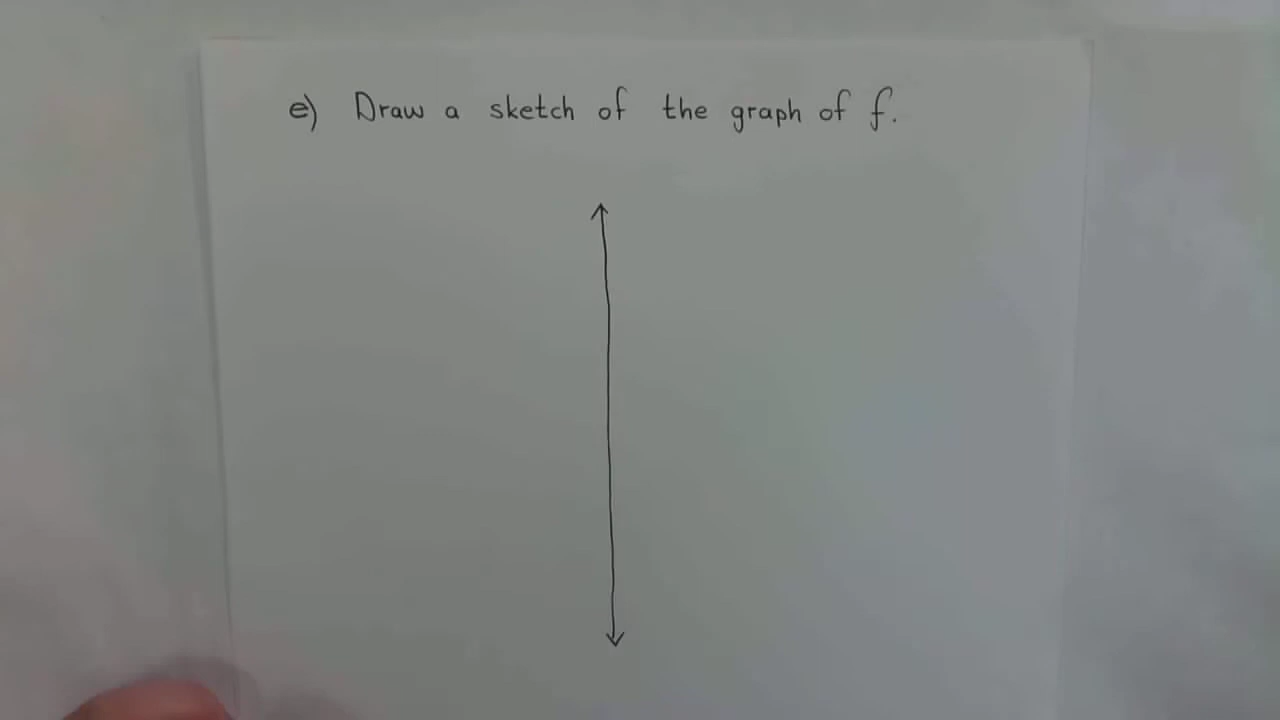 e) Draw a sketch of the graph of f.